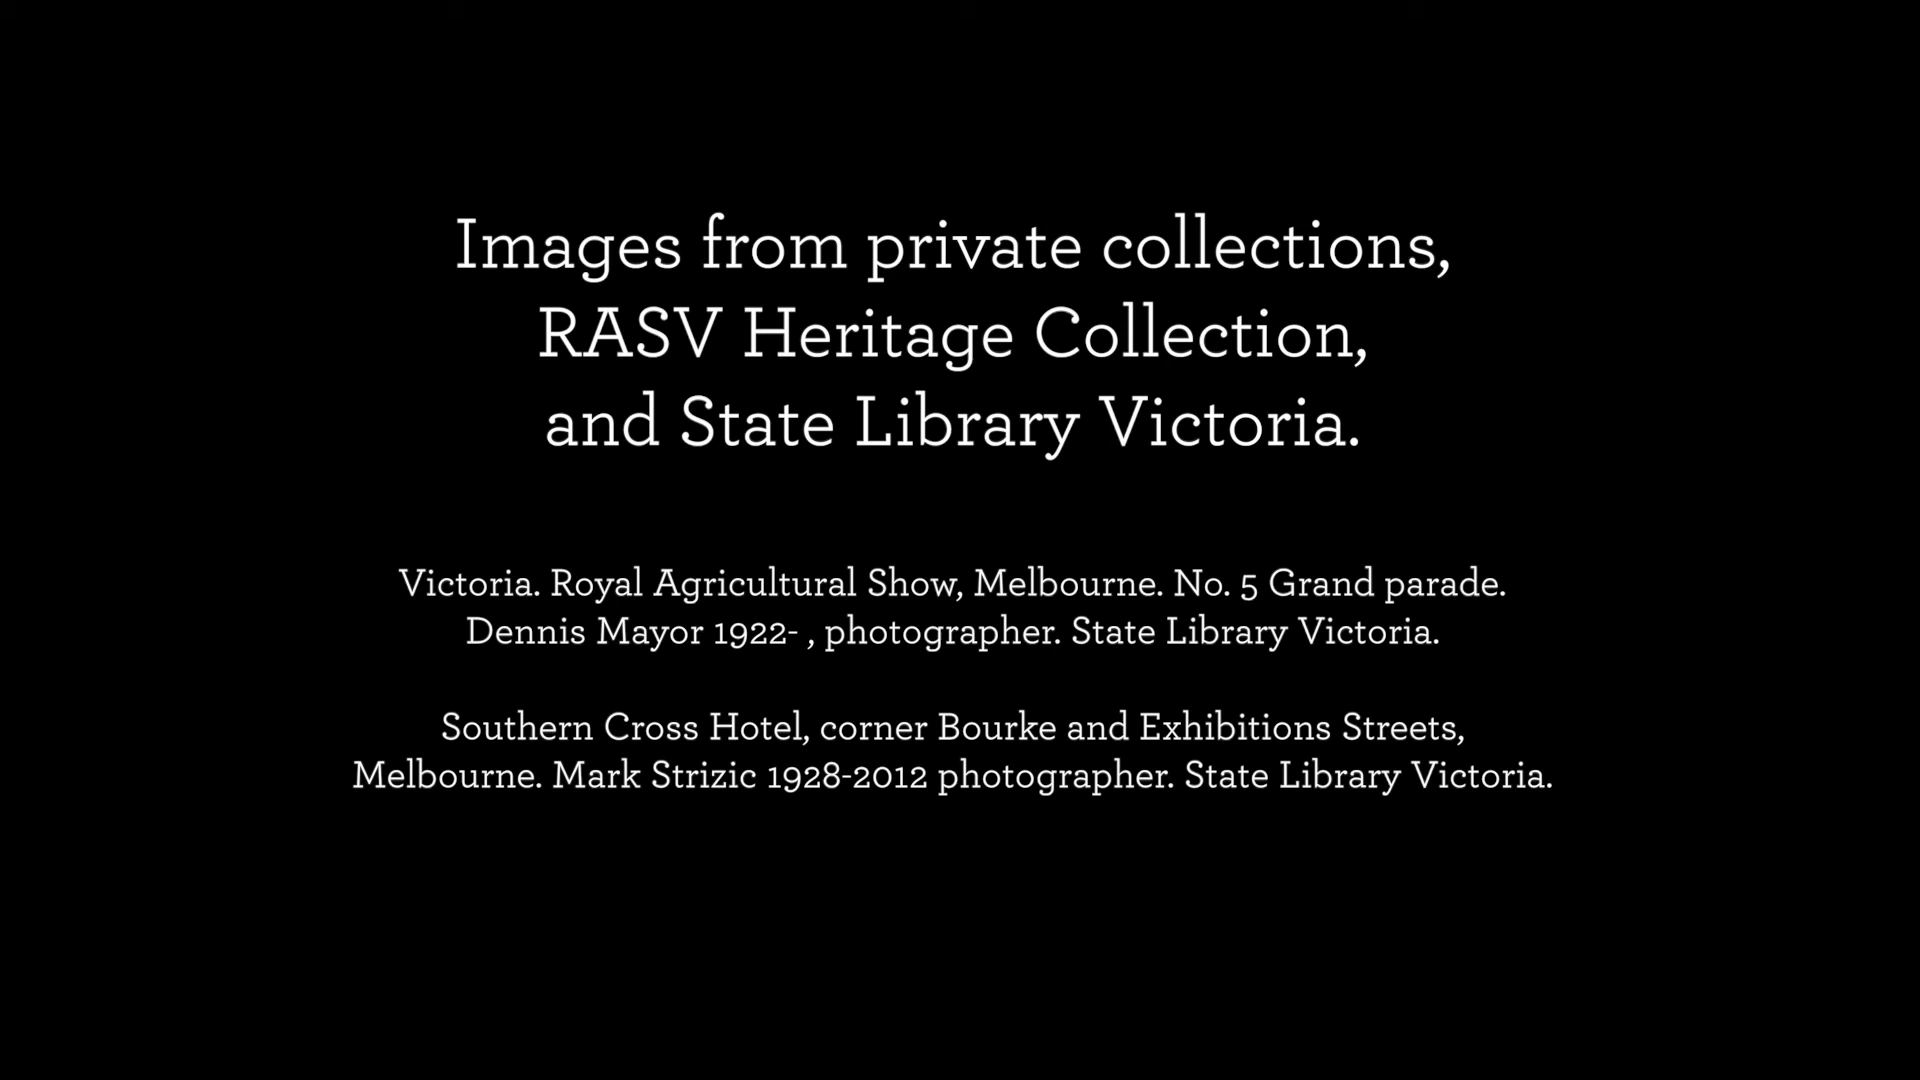 Images from private collections,
RASV Heritage Collection,
and State Library Victoria.
Victoria. Royal Agricultural Show, Melbourne. No. 5 Grand parade.
Dennis Mayor 1922- , photographer. State Library Victoria.
Southern Cross Hotel, corner Bourke and Exhibitions Streets,
Melbourne. Mark Strizic 1928-2012 photographer. State Library Victoria.